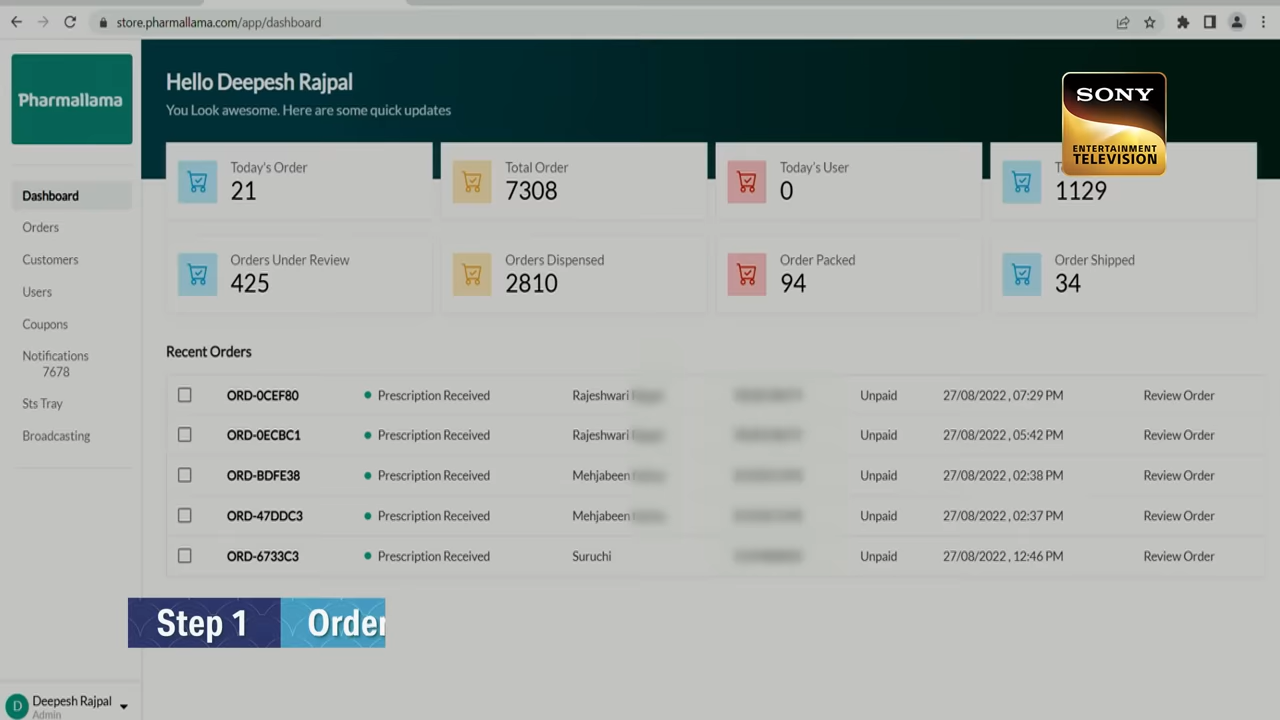 store.pharmallama.com/app/dashboard
Pharmallama
Hello Deepesh Rajpal
You Look awesome. Here are some quick updates
SONY
ENTERTAINMENT
TELEVISION
Today's Order
21
Total Order
7308
Today's User
0
1129
Orders Under Review
425
Orders Dispensed
2810
Order Packed
94
Order Shipped
34
Dashboard
Orders
Customers
Users
Coupons
Notifications
7678
Sts Tray
Broadcasting
Recent Orders
ORD-0CEF80 Prescription Received Rajeshwari Unpaid 27/08/2022, 07:29 PM Review Order
ORD-0ECBC1 Prescription Received Rajeshwari Unpaid 27/08/2022, 05:42 PM Review Order
ORD-BDFE38 Prescription Received Mehjabeen Unpaid 27/08/2022, 02:38 PM Review Order
ORD-47DDC3 Prescription Received Mehjabeen Unpaid 27/08/2022, 02:37 PM Review Order
ORD-6733C3 Prescription Received Suruchi Unpaid 27/08/2022, 12:46 PM Review Order
Step 1 Order
D Deepesh Rajpal
Admin